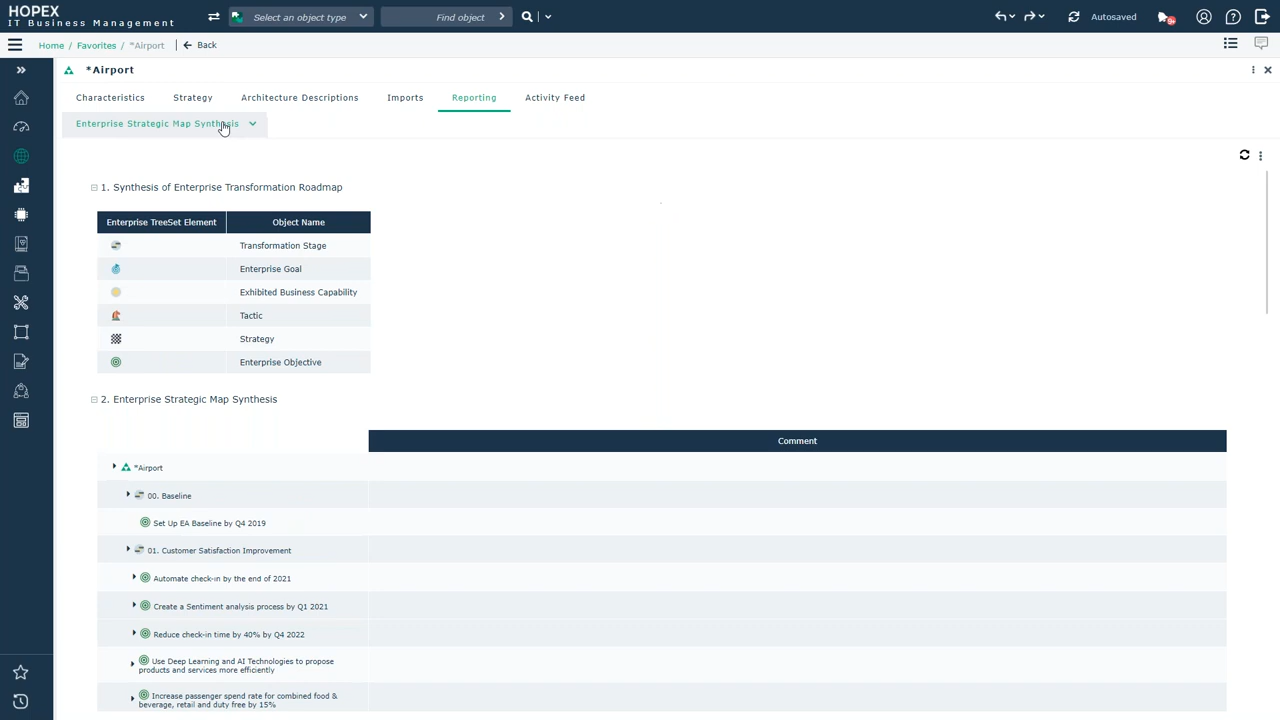 HOPEX
IT Business Management
Select an object type
Find object
Autosaved
9+
Home / Favorites / *Airport
Back
*Airport
Characteristics
Strategy
Architecture Descriptions
Imports
Reporting
Activity Feed
Enterprise Strategic Map Synthesis
1. Synthesis of Enterprise Transformation Roadmap
Enterprise TreeSet Element
Object Name
Transformation Stage
Enterprise Goal
Exhibited Business Capability
Tactic
Strategy
Enterprise Objective
2. Enterprise Strategic Map Synthesis
Comment
*Airport
00. Baseline
Set Up EA Baseline by Q4 2019
01. Customer Satisfaction Improvement
Automate check-in by the end of 2021
Create a Sentiment analysis process by Q1 2021
Reduce check-in time by 40% by Q4 2022
Use Deep Learning and AI Technologies to propose
products and services more efficiently
Increase passenger spend rate for combined food &
beverage, retail and duty free by 15%